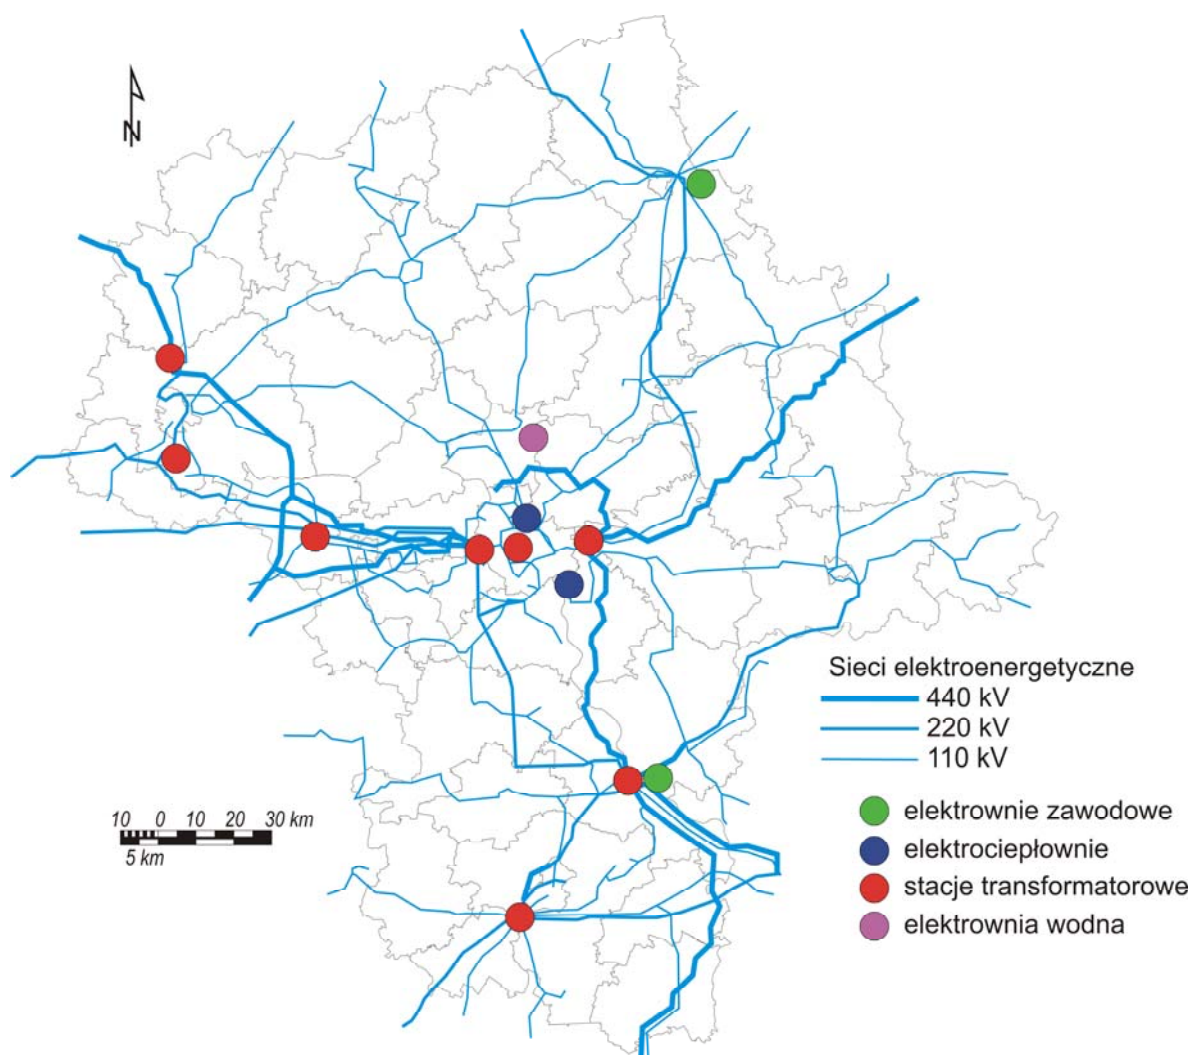 N
Sieci elektroenergetyczne
440 kV
220 kV
110 kV
10 0 10 20 30 km
5 km
elektrownie zawodowe
elektrociepłownie
stacje transformatorowe
elektrownia wodna